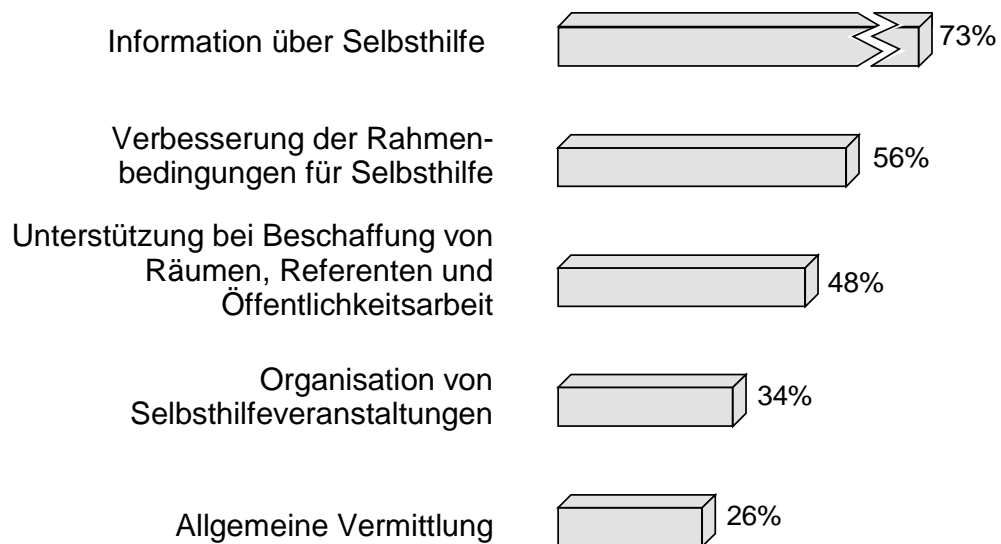 Information über Selbsthilfe
73%
Verbesserung der Rahmen-
bedingungen für Selbsthilfe
56%
Unterstützung bei Beschaffung von
Räumen, Referenten und
Öffentlichkeitsarbeit
48%
Organisation von
Selbsthilfeveranstaltungen
34%
Allgemeine Vermittlung
26%